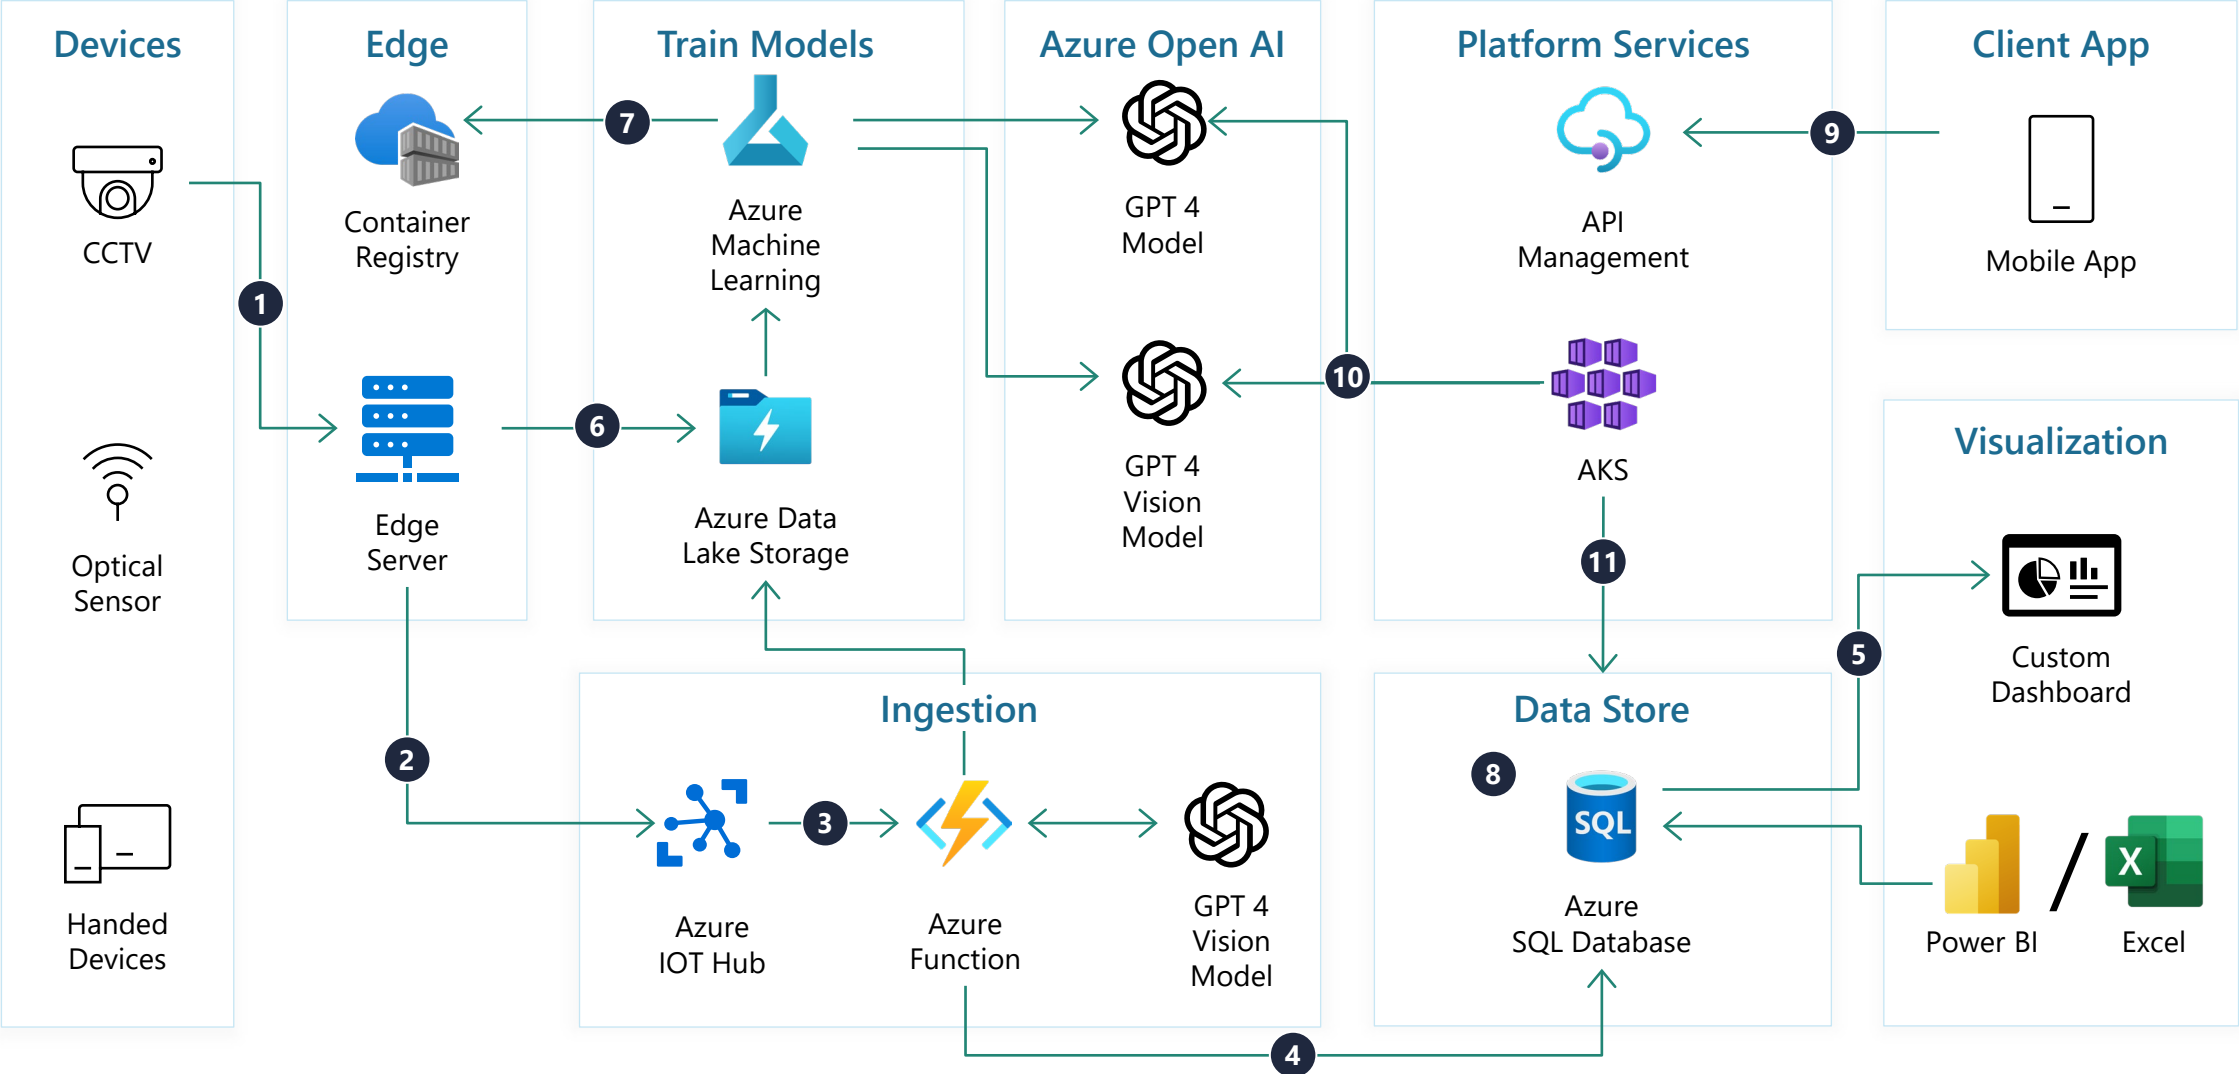 Devices
Edge
Train Models
Azure Open AI
Platform Services
Client App
7
9
CCTV
Container
Registry
Azure
Machine
Learning
GPT 4
Model
API
Management
Mobile App
1
10
6
Edge
Server
Azure Data
Lake Storage
GPT 4
Vision
Model
AKS
Visualization
Optical
Sensor
11
5
Custom
Dashboard
Ingestion
Data Store
2
3
8
SQL
X
Handed
Devices
Azure
IOT Hub
Azure
Function
GPT 4
Vision
Model
Azure
SQL Database
Power BI
/
Excel
4